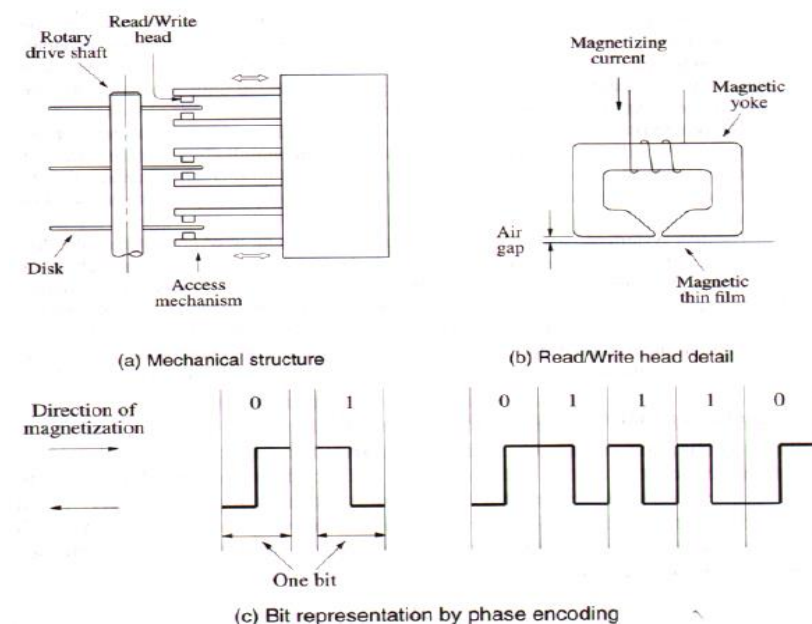 Read/Write
head
Rotary
drive shaft
Disk
Access
mechanism
(a) Mechanical structure
Magnetizing
current
Magnetic
yoke
Air
gap
Magnetic
thin film
(b) Read/Write head detail
Direction of
magnetization
0 1
One bit
0 1 1 1 0
(c) Bit representation by phase encoding